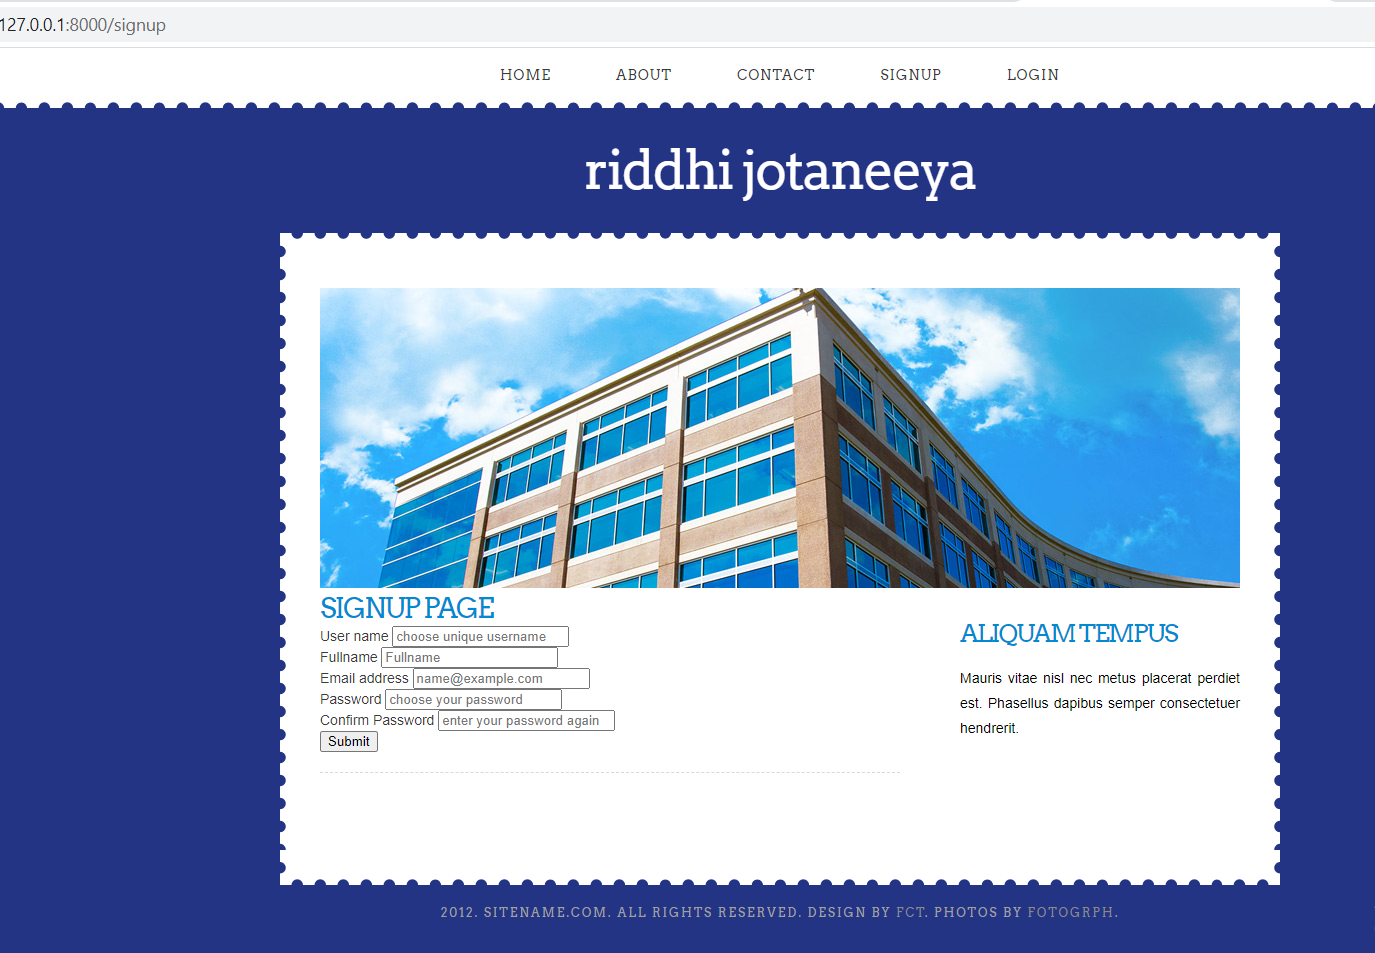 127.0.0.1:8000/signup
HOME ABOUT CONTACT SIGNUP LOGIN
riddhi jotaneeya
SIGNUP PAGE
User name choose unique username
Fullname Fullname
Email address name@example.com
Password choose your password
Confirm Password enter your password again
Submit
ALIQUAM TEMPUS
Mauris vitae nisl nec metus placerat perdiet
est. Phasellus dapibus semper consectetuer
hendrerit.
2012. SITENAME.COM. ALL RIGHTS RESERVED. DESIGN BY FCT. PHOTOS BY FOTOGRPH.